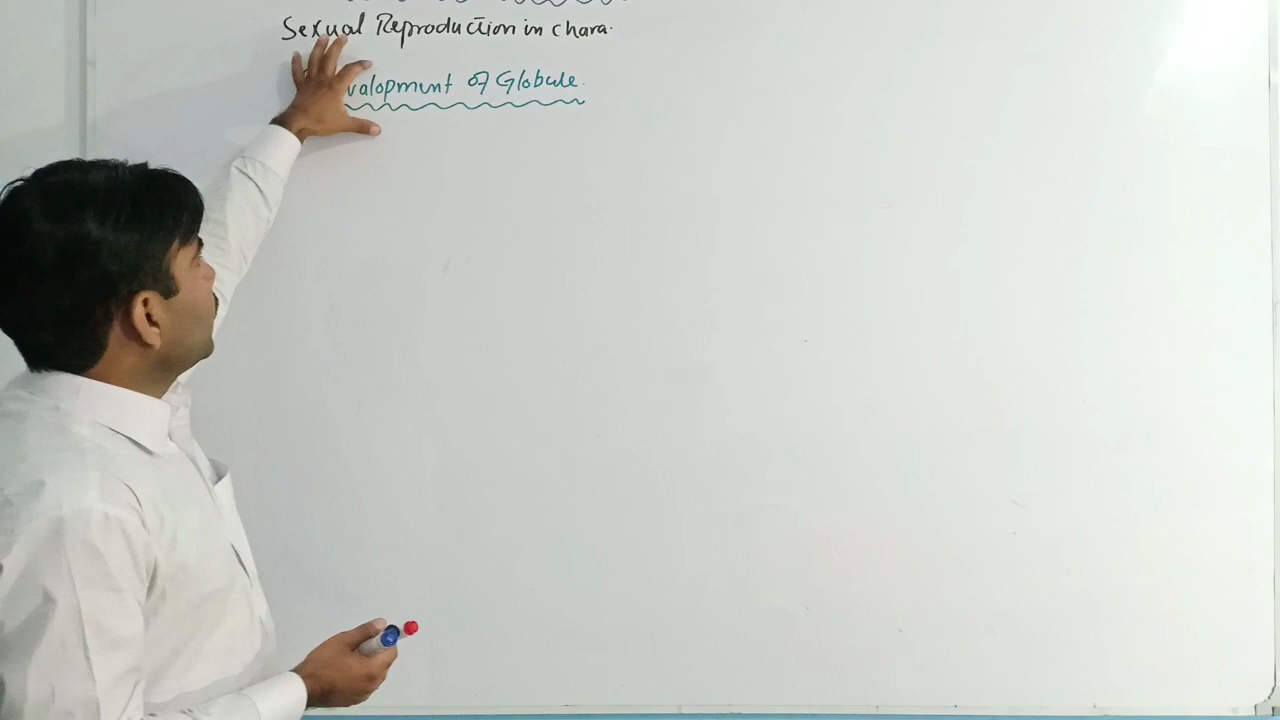 Sexual Reproduction in chara.
valopment of Globule.